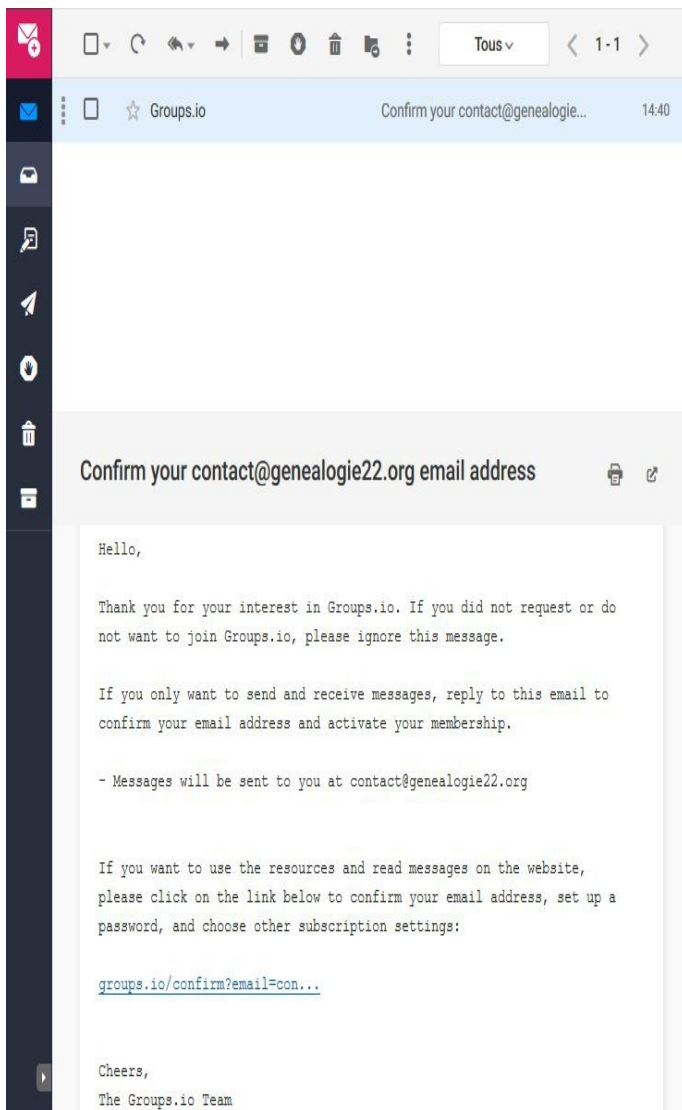 Tous
1-1
Groups.io
Confirm your contact@genealogie...
14:40
Confirm your contact@genealogie22.org email address
Hello,
Thank you for your interest in Groups.io. If you did not request or do
not want to join Groups.io, please ignore this message.
If you only want to send and receive messages, reply to this email to
confirm your email address and activate your membership.
- Messages will be sent to you at contact@genealogie22.org
If you want to use the resources and read messages on the website,
please click on the link below to confirm your email address, set up a
password, and choose other subscription settings:
groups.io/confirm?email=con...
Cheers,
The Groups.io Team